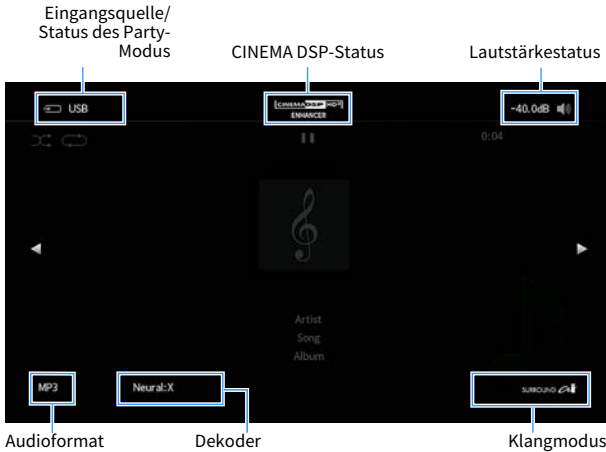 Eingangsquelle/
Status des Party-
Modus
CINEMA DSP-Status
Lautstärkestatus
USB
CINEMA DSP HD³
ENHANCER
-40.0dB
0:04
Artist
Song
Album
MP3
Neural:X
SURROUND AI
Audioformat
Dekoder
Klangmodus